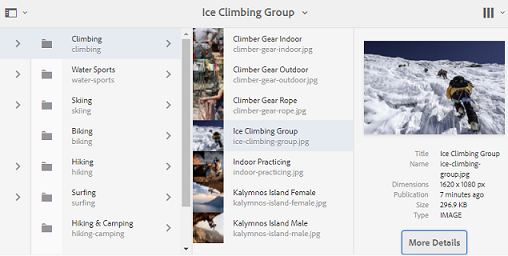 Ice Climbing Group
Climbing
climbing
Water Sports
water-sports
Skiing
skiing
Biking
biking
Hiking
hiking
Surfing
surfing
Hiking & Camping
hiking-camping
Climber Gear Indoor
climber-gear-indoor.jpg
Climber Gear Outdoor
climber-gear-outdoor.jpg
Climber Gear Rope
climber-gear-rope.jpg
Ice Climbing Group
ice-climbing-group.jpg
Indoor Practicing
indoor-practicing.jpg
Kalymnos Island Female
kalymnos-island-female.jpg
Kalymnos Island Male
kalymnos-island-male.jpg
Title Ice Climbing Group
Name ice-climbing-
group.jpg
Dimensions 1620 x 1080 px
Publication 7 minutes ago
Size 296.9 KB
Type IMAGE
More Details